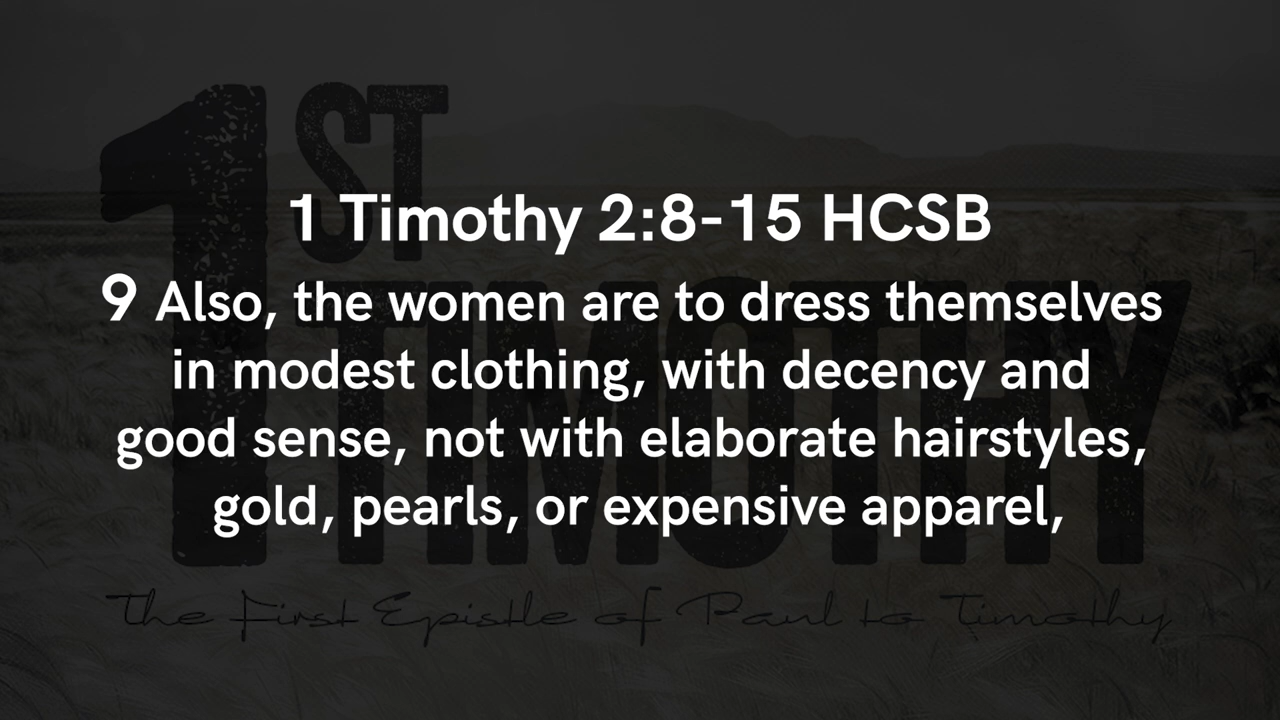 1ST
TIMOTHY
The First Epistle of Paul to Timothy
1 Timothy 2:8-15 HCSB
9 Also, the women are to dress themselves
in modest clothing, with decency and
good sense, not with elaborate hairstyles,
gold, pearls, or expensive apparel,